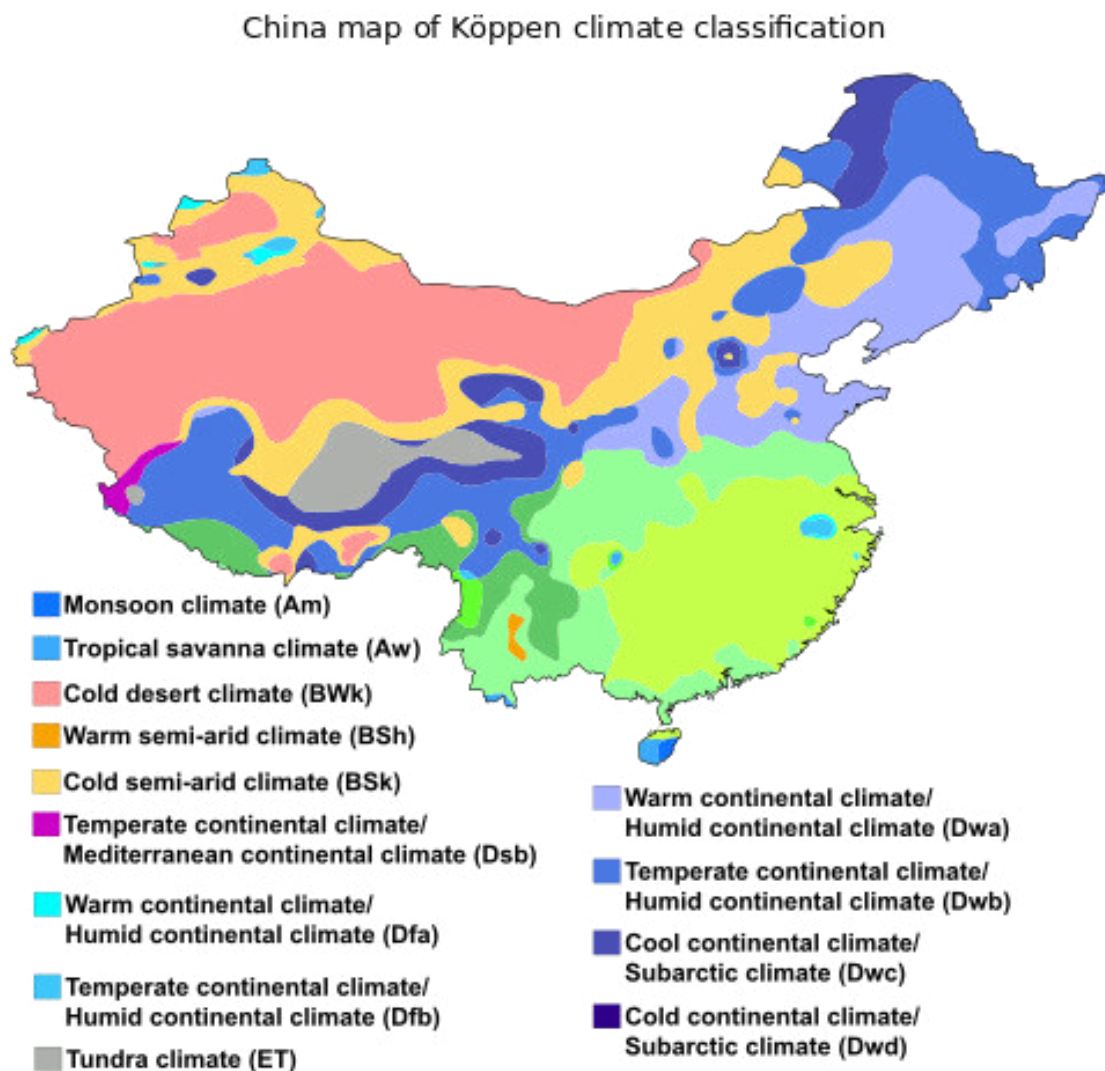 China map of Köppen climate classification
Monsoon climate (Am)
Tropical savanna climate (Aw)
Cold desert climate (BWk)
Warm semi-arid climate (BSh)
Cold semi-arid climate (BSk)
Temperate continental climate/
Mediterranean continental climate (Dsb)
Warm continental climate/
Humid continental climate (Dfa)
Temperate continental climate/
Humid continental climate (Dfb)
Tundra climate (ET)
Warm continental climate/
Humid continental climate (Dwa)
Temperate continental climate/
Humid continental climate (Dwb)
Cool continental climate/
Subarctic climate (Dwc)
Cold continental climate/
Subarctic climate (Dwd)